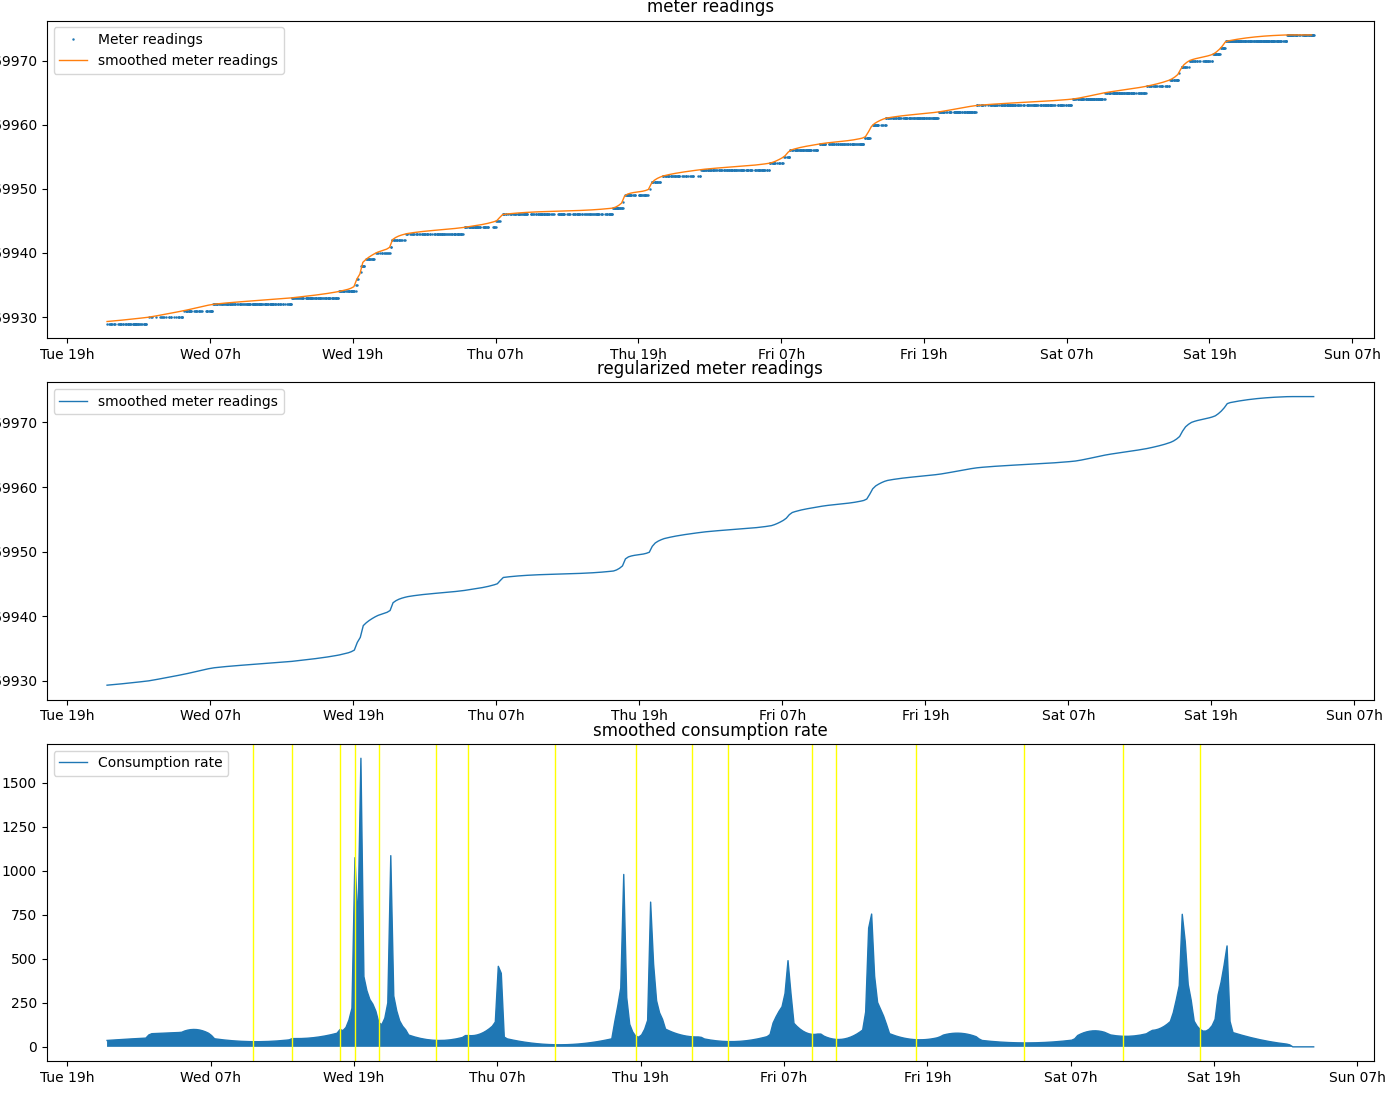 meter readings
Meter readings
smoothed meter readings
9970
9960
9950
9940
9930
Tue 19h Wed 07h Wed 19h Thu 07h Thu 19h Fri 07h Fri 19h Sat 07h Sat 19h Sun 07h
regularized meter readings
smoothed meter readings
9970
9960
9950
9940
9930
Tue 19h Wed 07h Wed 19h Thu 07h Thu 19h Fri 07h Fri 19h Sat 07h Sat 19h Sun 07h
smoothed consumption rate
Consumption rate
1500
1250
1000
750
500
250
0
Tue 19h Wed 07h Wed 19h Thu 07h Thu 19h Fri 07h Fri 19h Sat 07h Sat 19h Sun 07h